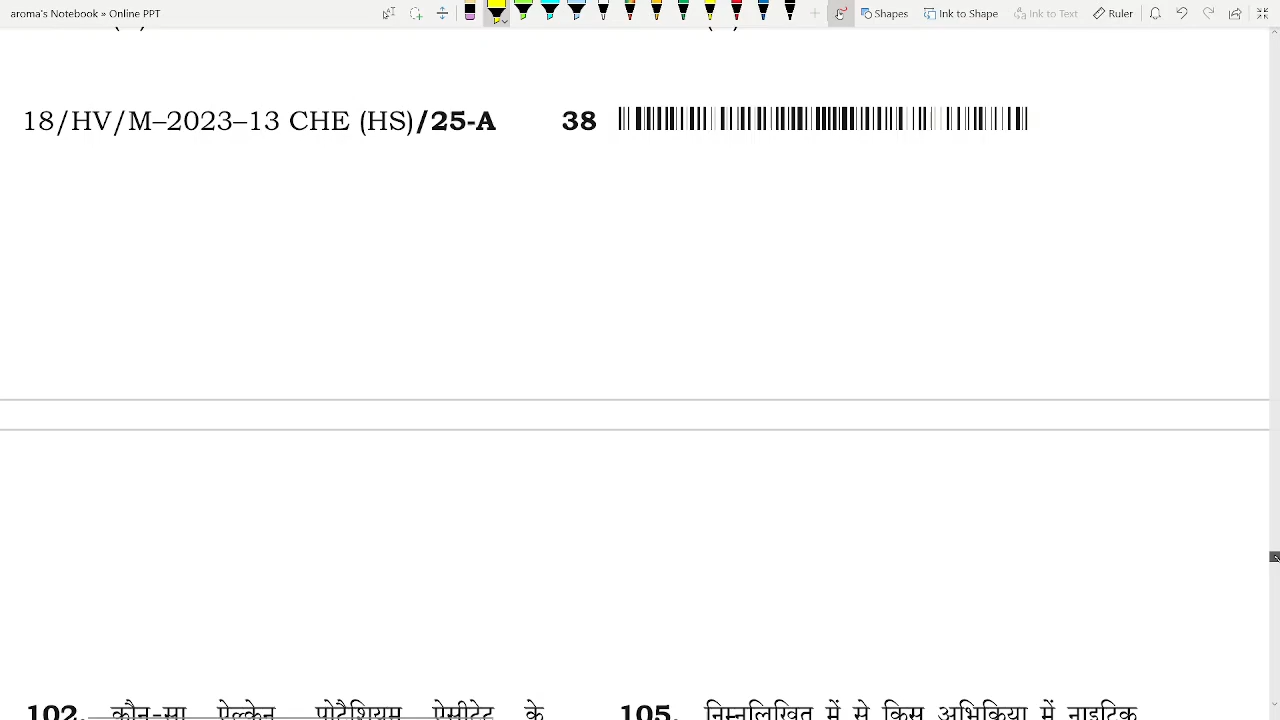 aroma's Notebook » Online PPT
Shapes
Ink to Shape
Ink to Text
Ruler
18/HV/M–2023–13 CHE (HS)/25-A 38
102. कौन-सा ऐल्केन, पोटैशियम ऐसीटेट के
105. निम्नलिखित में से किस अभिक्रिया में नाइट्रिक